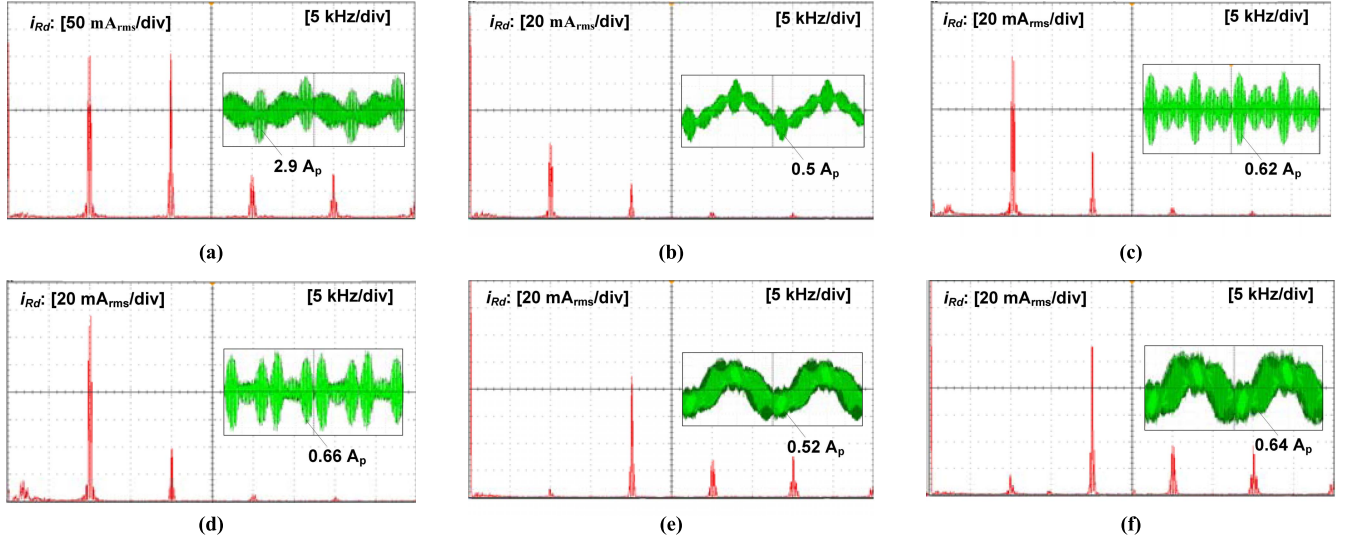 iRd: [50 mArms/div] [5 kHz/div]
2.9 Ap
(a)
iRd: [20 mArms/div] [5 kHz/div]
0.5 Ap
(b)
iRd: [20 mArms/div] [5 kHz/div]
0.62 Ap
(c)
iRd: [20 mArms/div] [5 kHz/div]
0.66 Ap
(d)
iRd: [20 mArms/div] [5 kHz/div]
0.52 Ap
(e)
iRd: [20 mArms/div] [5 kHz/div]
0.64 Ap
(f)